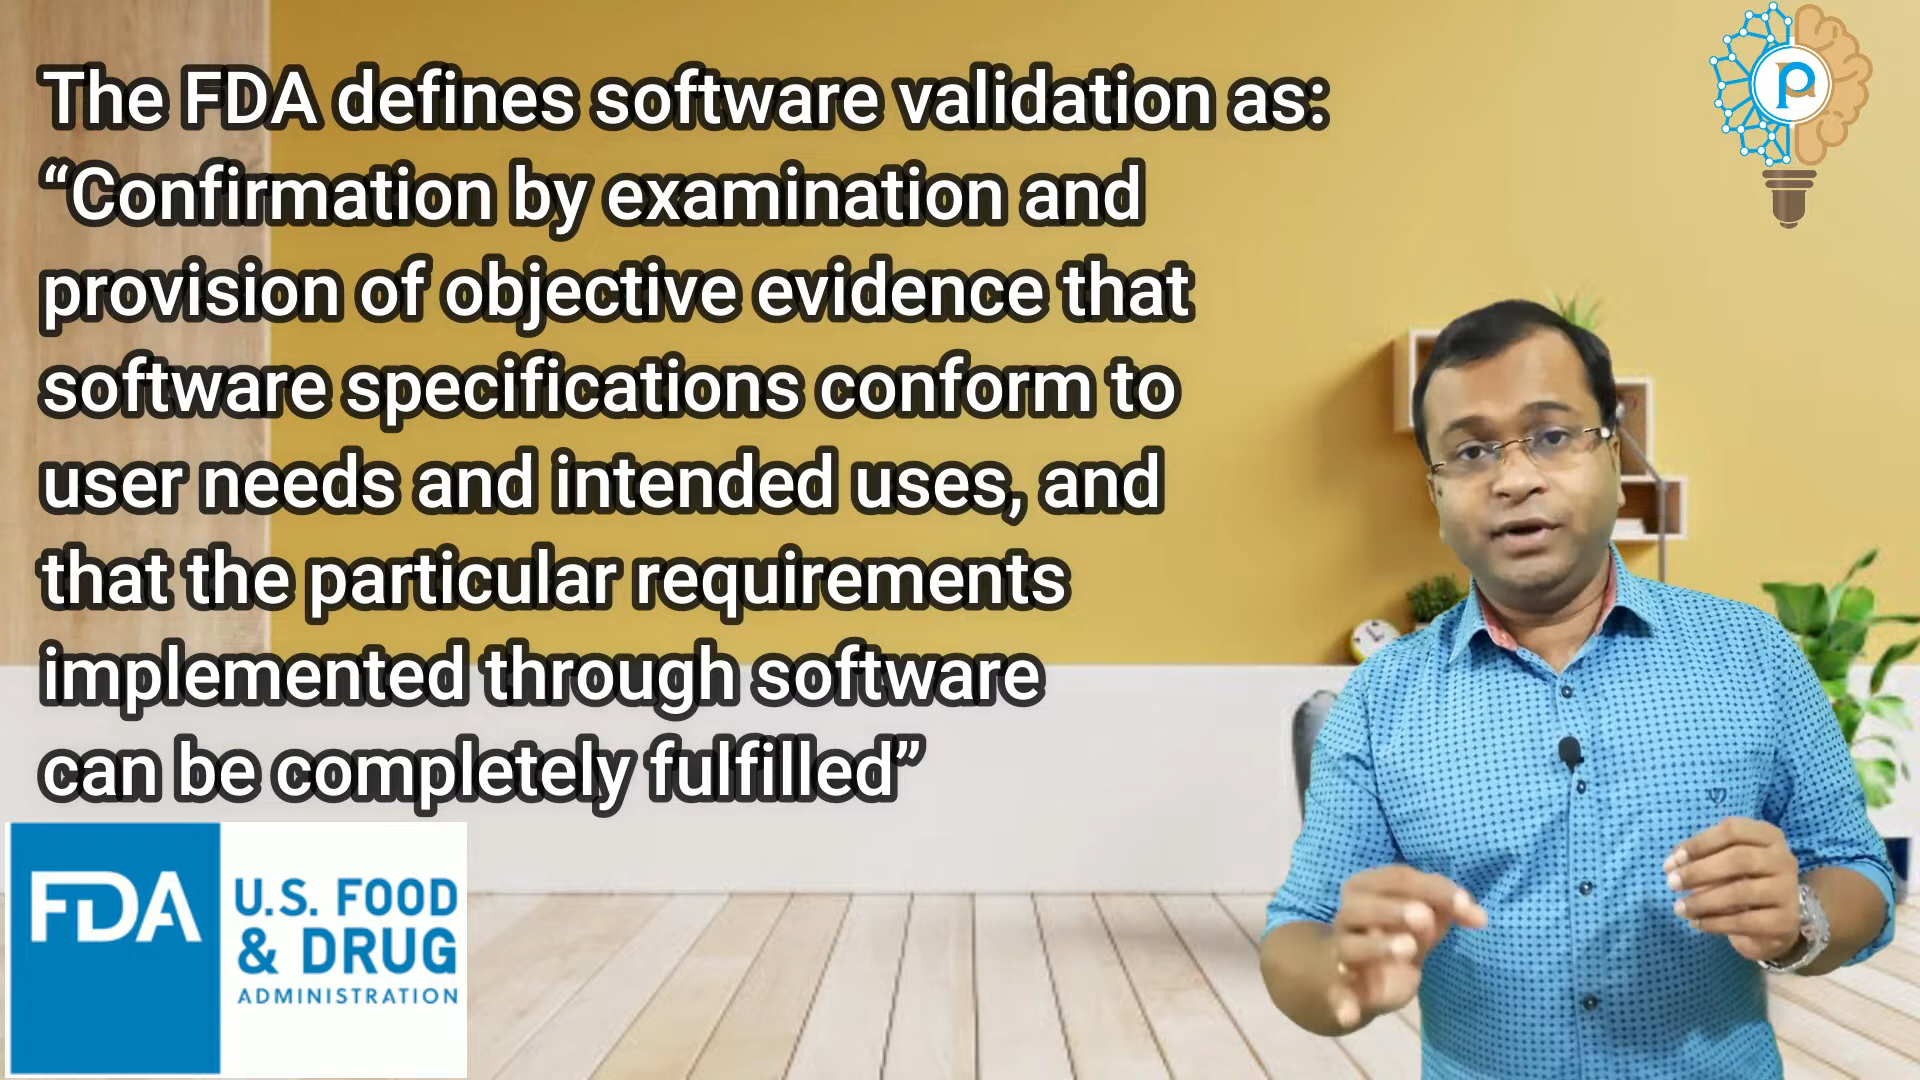 The FDA defines software validation as:
“Confirmation by examination and
provision of objective evidence that
software specifications conform to
user needs and intended uses, and
that the particular requirements
implemented through software
can be completely fulfilled”
FDA
U.S. FOOD
& DRUG
ADMINISTRATION
p